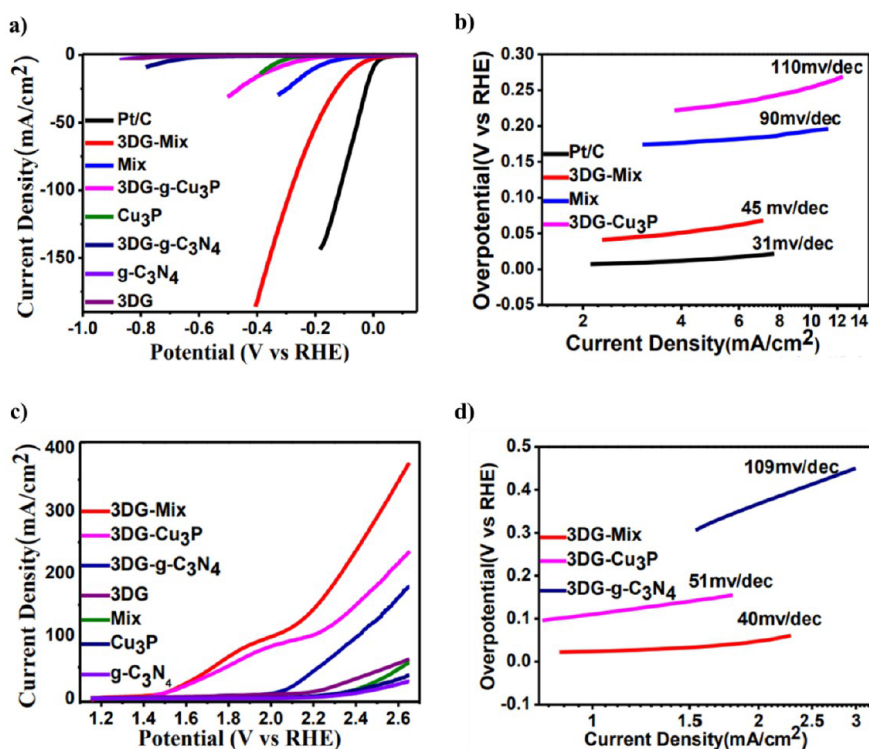 a)
Current Density(mA/cm2)
0
-50
-100
-150
Pt/C
3DG-Mix
Mix
3DG-g-Cu3P
Cu3P
3DG-g-C3N4
g-C3N4
3DG
-1.0 -0.8 -0.6 -0.4 -0.2 0.0
Potential (V vs RHE)
b)
Overpotential(V vs RHE)
0.30
0.25
0.20
0.15
0.10
0.05
0.00
-0.05
110mv/dec
90mv/dec
45 mv/dec
31mv/dec
Pt/C
3DG-Mix
Mix
3DG-Cu3P
2 4 6 8 10 12 14
Current Density(mA/cm2)
c)
Current Density(mA/cm2)
400
300
200
100
0
3DG-Mix
3DG-Cu3P
3DG-g-C3N4
3DG
Mix
Cu3P
g-C3N4
1.2 1.4 1.6 1.8 2.0 2.2 2.4 2.6
Potential (V vs RHE)
d)
Overpotential(V vs RHE)
0.5
0.4
0.3
0.2
0.1
0.0
-0.1
109mv/dec
3DG-Mix
3DG-Cu3P
3DG-g-C3N4
51mv/dec
40mv/dec
1 1.5 2 2.5 3
Current Density(mA/cm2)